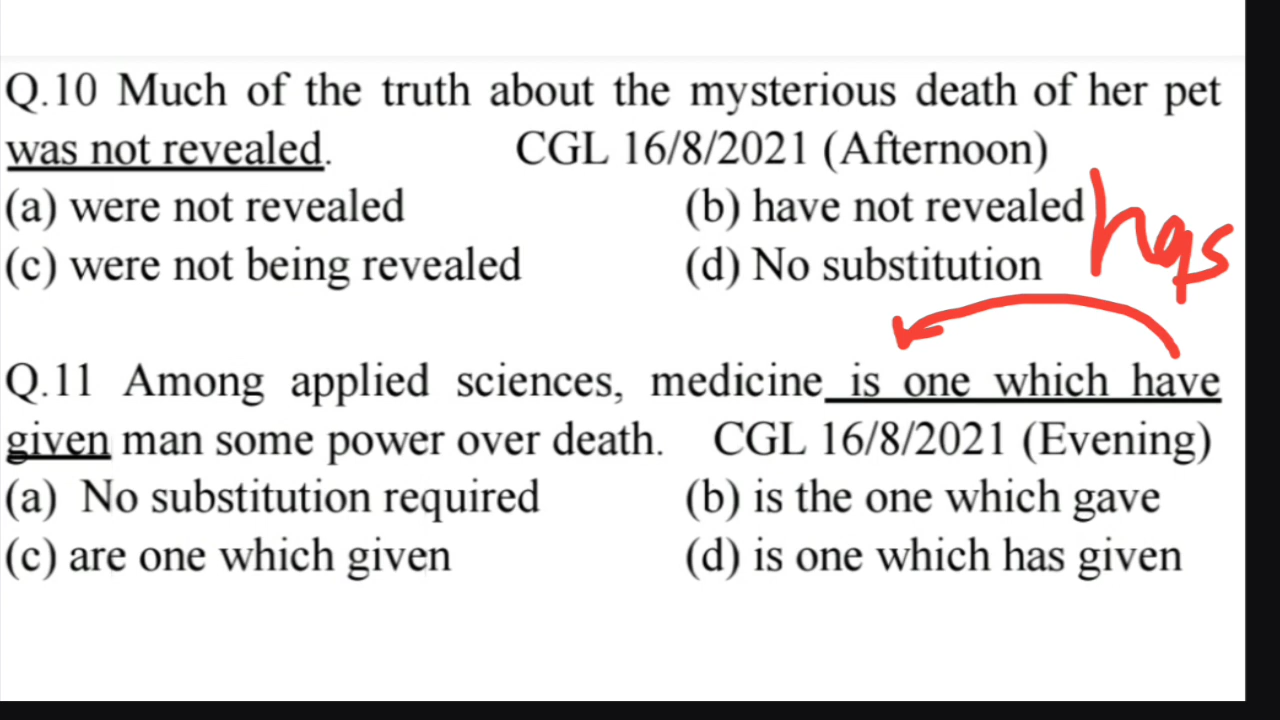 Q.10 Much of the truth about the mysterious death of her pet
was not revealed. CGL 16/8/2021 (Afternoon)
(a) were not revealed (b) have not revealed
(c) were not being revealed (d) No substitution
has
Q.11 Among applied sciences, medicine is one which have
given man some power over death. CGL 16/8/2021 (Evening)
(a) No substitution required (b) is the one which gave
(c) are one which given (d) is one which has given